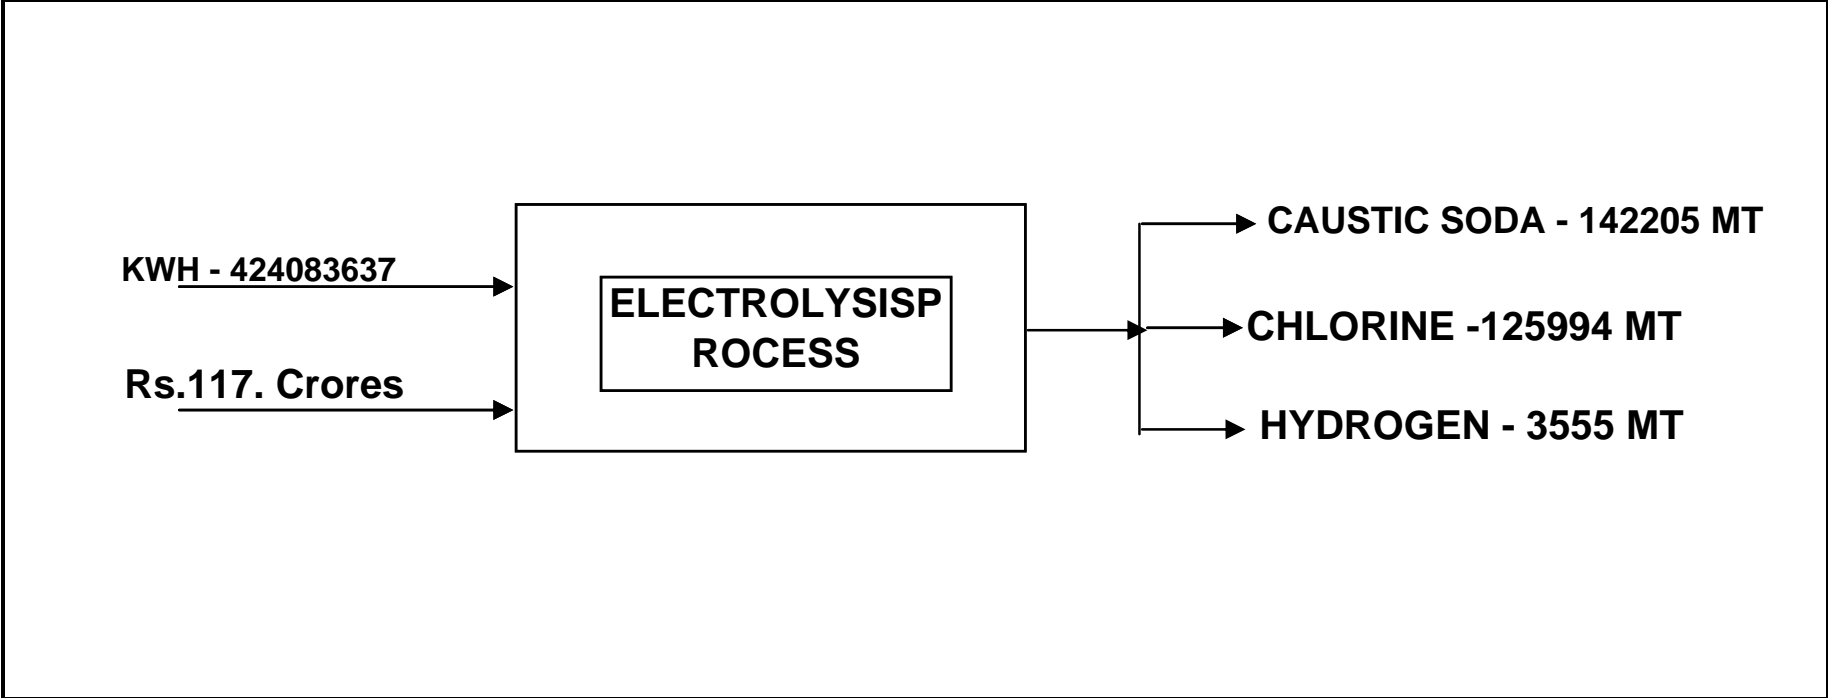 KWH - 424083637
Rs.117. Crores
ELECTROLYSISP
ROCESS
CAUSTIC SODA - 142205 MT
CHLORINE -125994 MT
HYDROGEN - 3555 MT